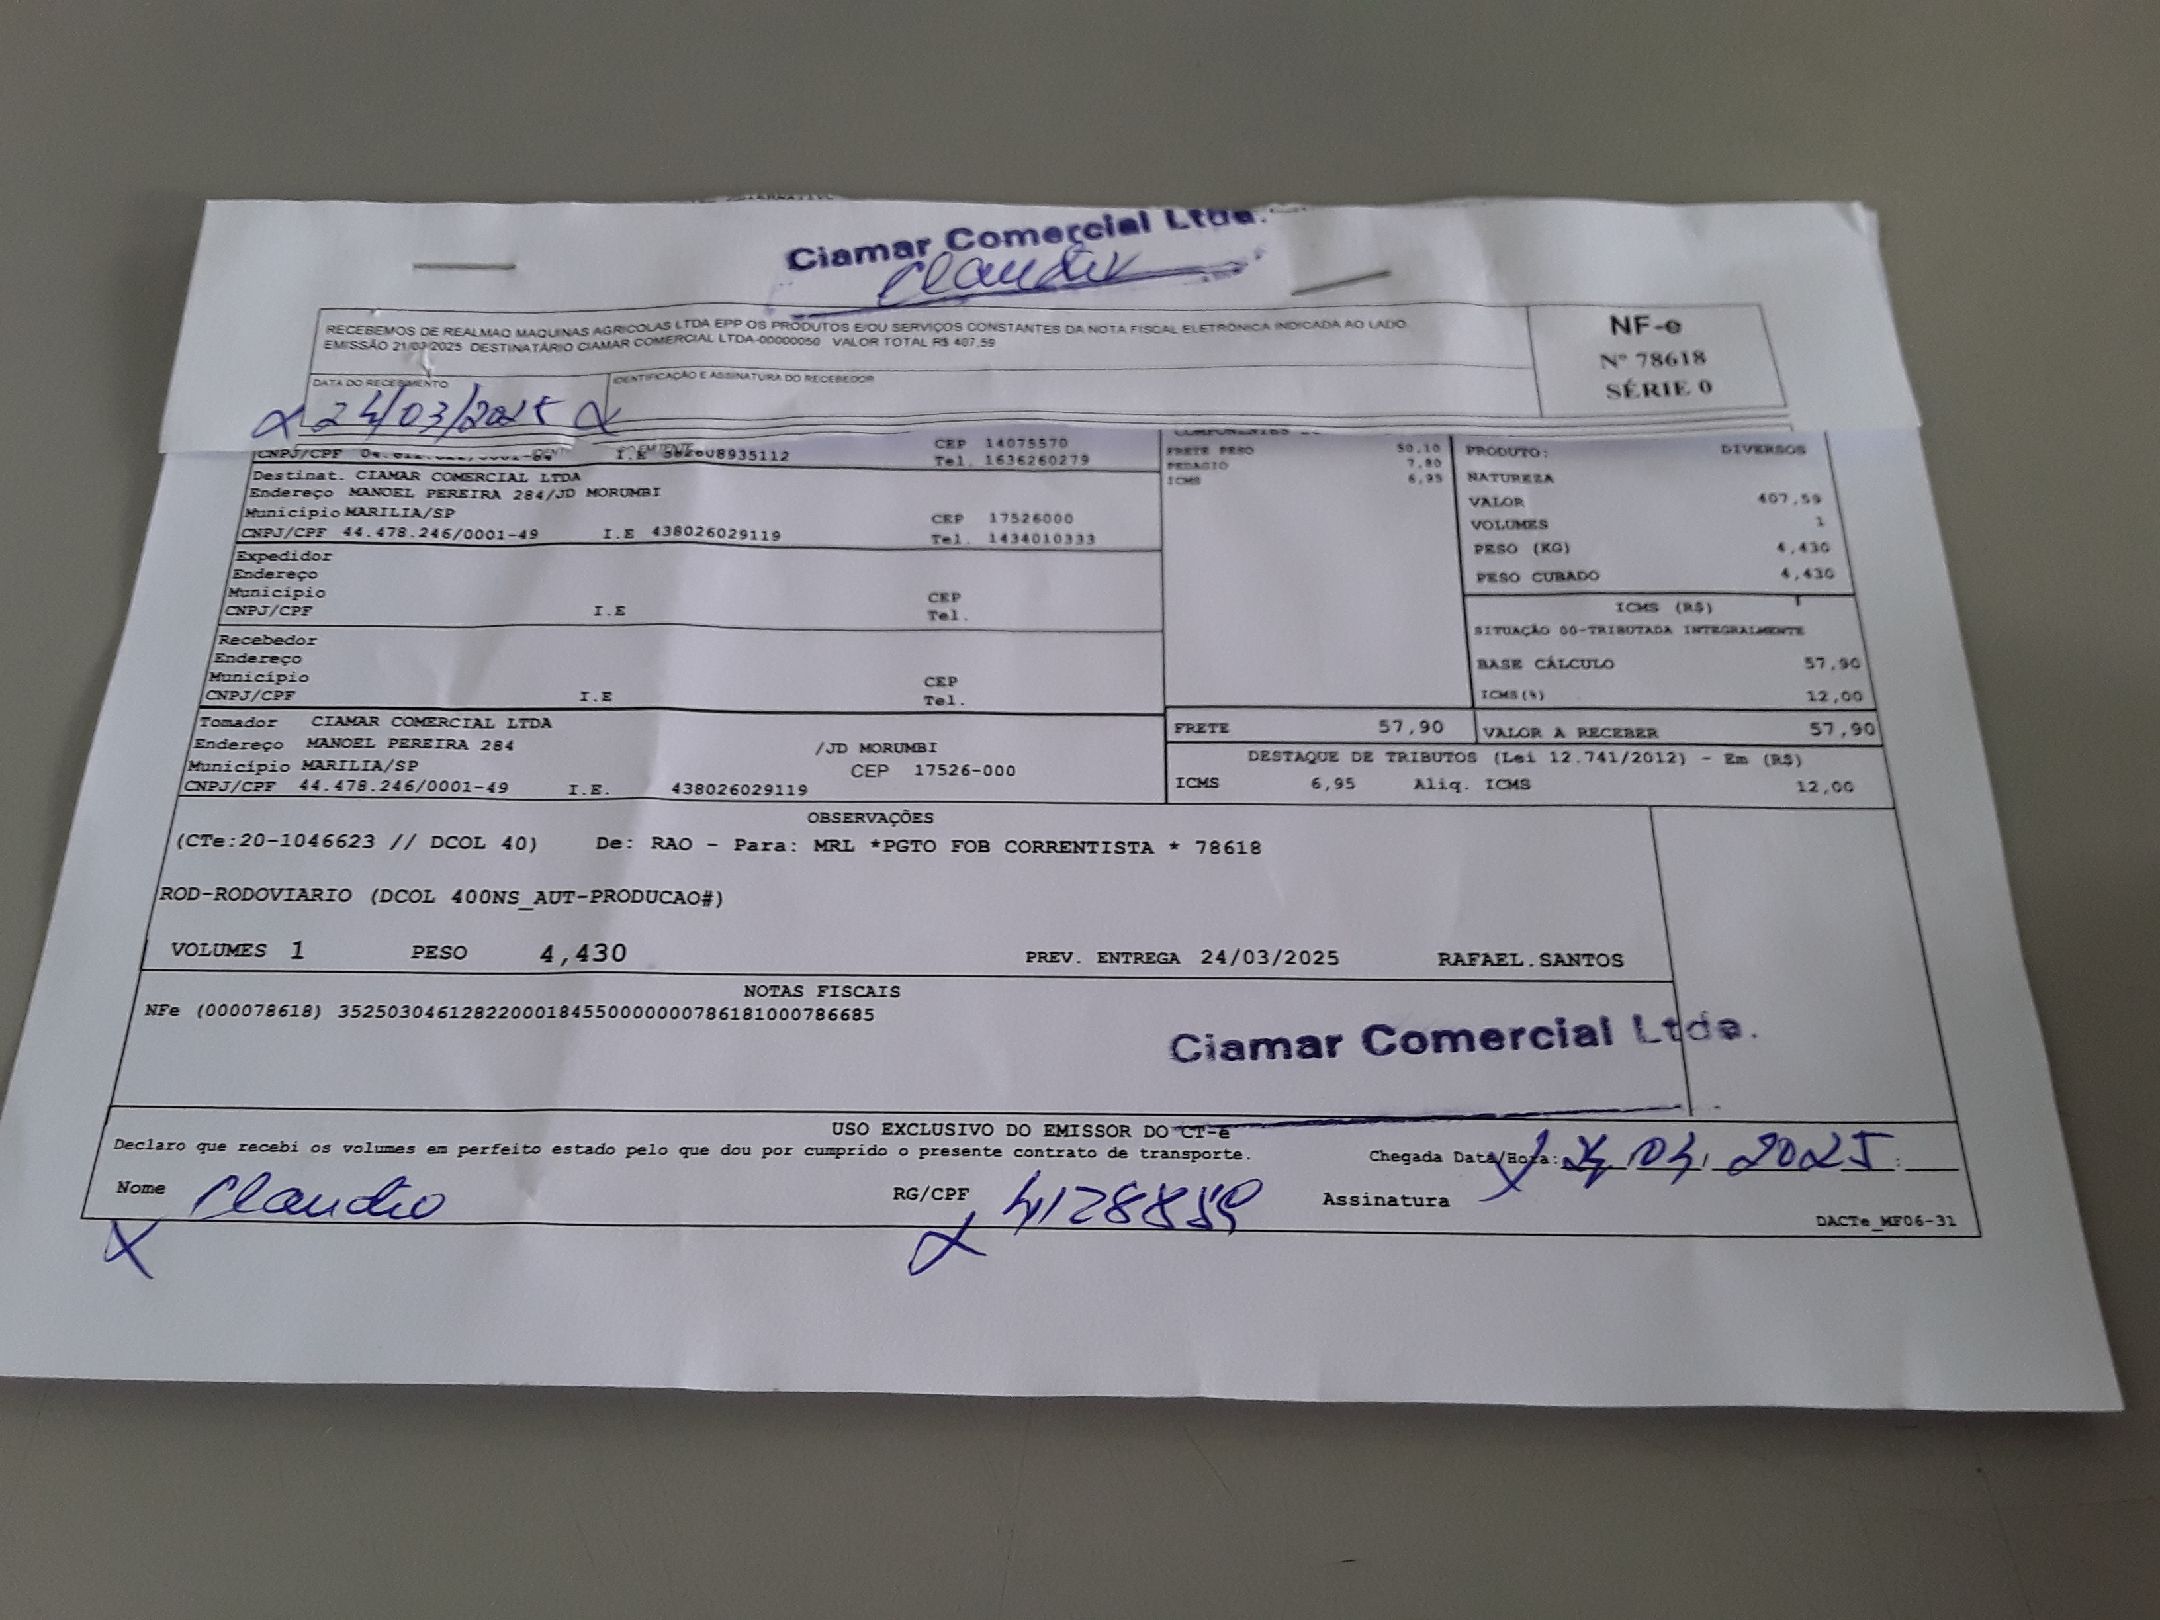 Ciamar Comercial Ltda.
Claudio
RECEBEMOS DE REALMAQ MAQUINAS AGRICOLAS LTDA EPP OS PRODUTOS E/OU SERVIÇOS CONSTANTES DA NOTA FISCAL ELETRÔNICA INDICADA AO LADO.
EMISSÃO 21/03/2025 DESTINATÁRIO CIAMAR COMERCIAL LTDA-00000050 VALOR TOTAL R$ 407,59
NF-e
Nº 78618
SÉRIE 0
DATA DO RECEBIMENTO
IDENTIFICAÇÃO E ASSINATURA DO RECEBEDOR
24/03/2025
CEP 14075570
CNPJ/CPF I.E Tel. 1636260279
Destinat. CIAMAR COMERCIAL LTDA
Endereço MANOEL PEREIRA 284/JD MORUMBI
Município MARILIA/SP CEP 17526000
CNPJ/CPF 44.478.246/0001-49 I.E 438026029119 Tel. 1434010333
Expedidor
Endereço
Município CEP
CNPJ/CPF I.E Tel.
Recebedor
Endereço
Município CEP
CNPJ/CPF I.E Tel.
Tomador CIAMAR COMERCIAL LTDA
Endereço MANOEL PEREIRA 284 /JD MORUMBI
Município MARILIA/SP CEP 17526-000
CNPJ/CPF 44.478.246/0001-49 I.E. 438026029119
FRETE PESO 50,10
PEDAGIO 7,80
ICMS 6,95
PRODUTO: DIVERSOS
NATUREZA
VALOR 407,59
VOLUMES 1
PESO (KG) 4,430
PESO CUBADO 4,430
ICMS (R$)
SITUAÇÃO 00-TRIBUTADA INTEGRALMENTE
BASE CÁLCULO 57,90
ICMS(%) 12,00
FRETE 57,90 VALOR A RECEBER 57,90
DESTAQUE DE TRIBUTOS (Lei 12.741/2012) - Em (R$)
ICMS 6,95 Aliq. ICMS 12,00
OBSERVAÇÕES
(CTe:20-1046623 // DCOL 40) De: RAO - Para: MRL *PGTO FOB CORRENTISTA * 78618
ROD-RODOVIARIO (DCOL 400NS_AUT-PRODUCAO#)
VOLUMES 1 PESO 4,430 PREV. ENTREGA 24/03/2025 RAFAEL.SANTOS
NOTAS FISCAIS
NFe (000078618) 35250304612822000184550000000786181000786685
Ciamar Comercial Ltda.
USO EXCLUSIVO DO EMISSOR DO CT-e
Declaro que recebi os volumes em perfeito estado pelo que dou por cumprido o presente contrato de transporte. Chegada Data/Hora: 24, 03, 2025 :
Nome Claudio RG/CPF 4128859 Assinatura
DACTe_MF06-31